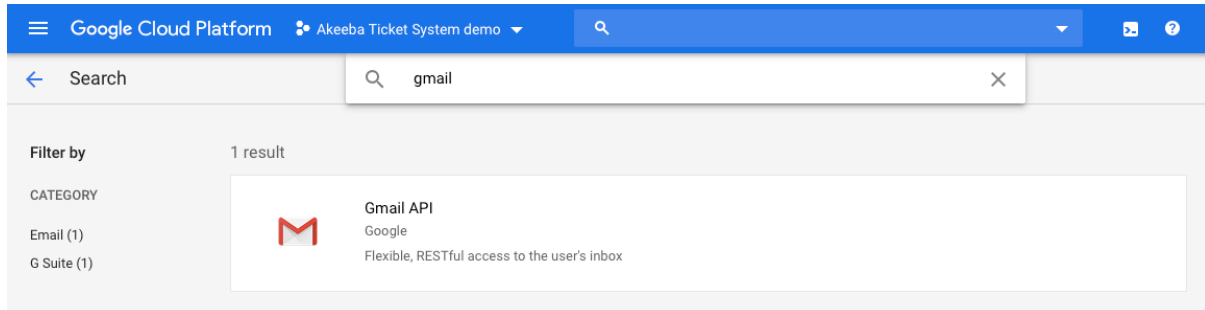 Google Cloud Platform Akeeba Ticket System demo
Search gmail
Filter by 1 result
CATEGORY
Email (1)
G Suite (1)
Gmail API
Google
Flexible, RESTful access to the user's inbox